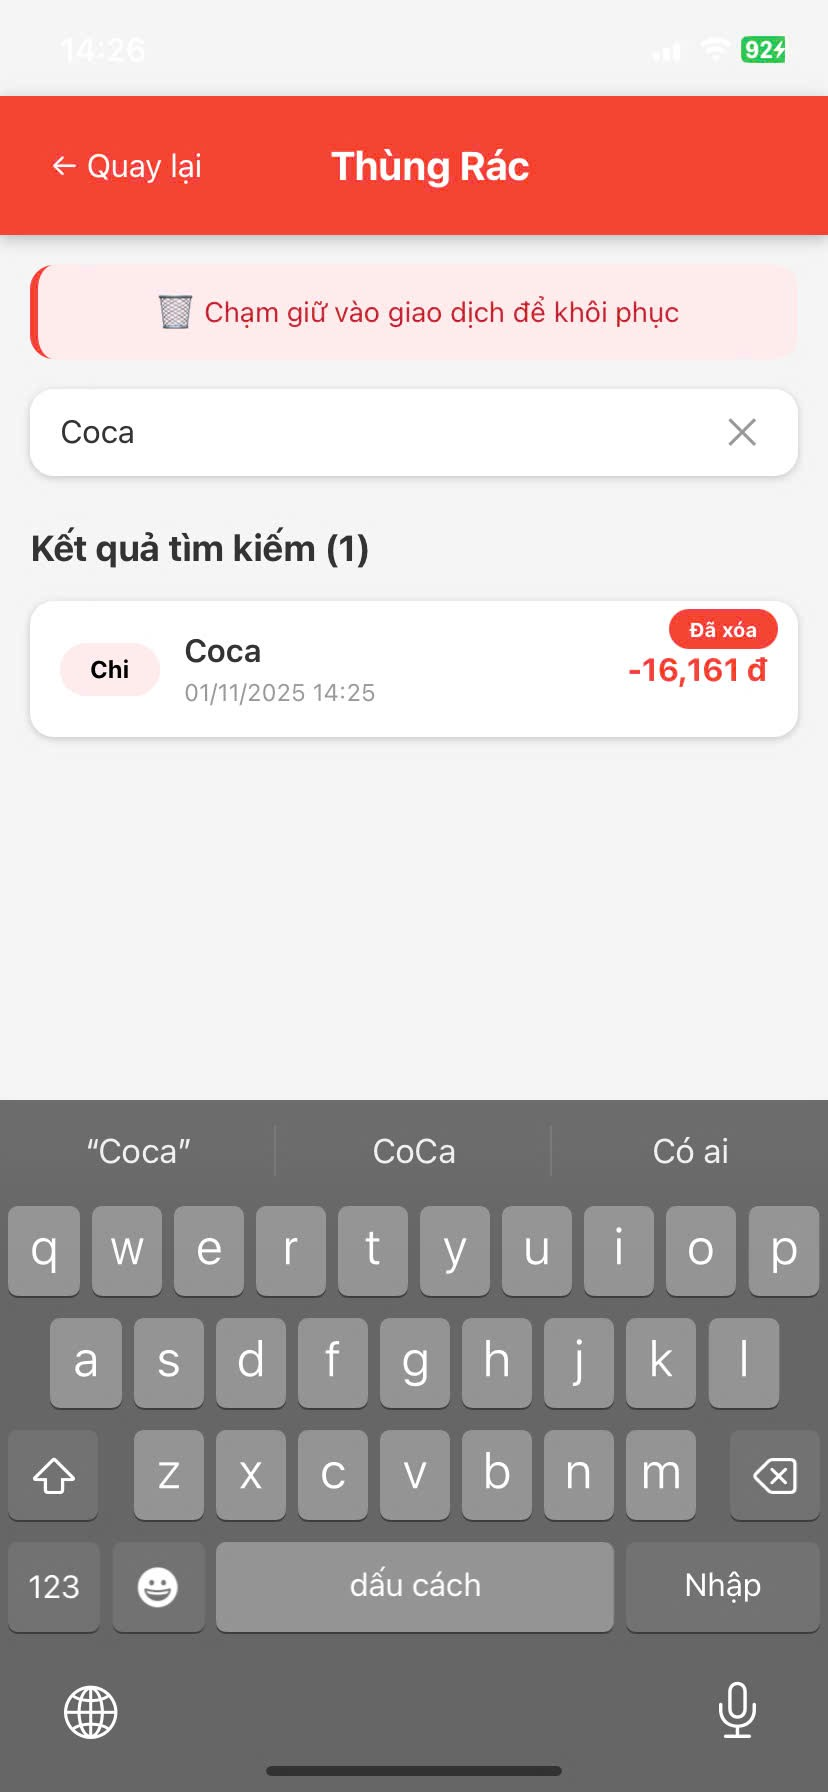 14:26
92
← Quay lại
Thùng Rác
Chạm giữ vào giao dịch để khôi phục
Coca
Kết quả tìm kiếm (1)
Đã xóa
Chi
Coca
-16,161 đ
01/11/2025 14:25
“Coca”
CoCa
Có ai
q w e r t y u i o p
a s d f g h j k l
z x c v b n m
123
dấu cách
Nhập